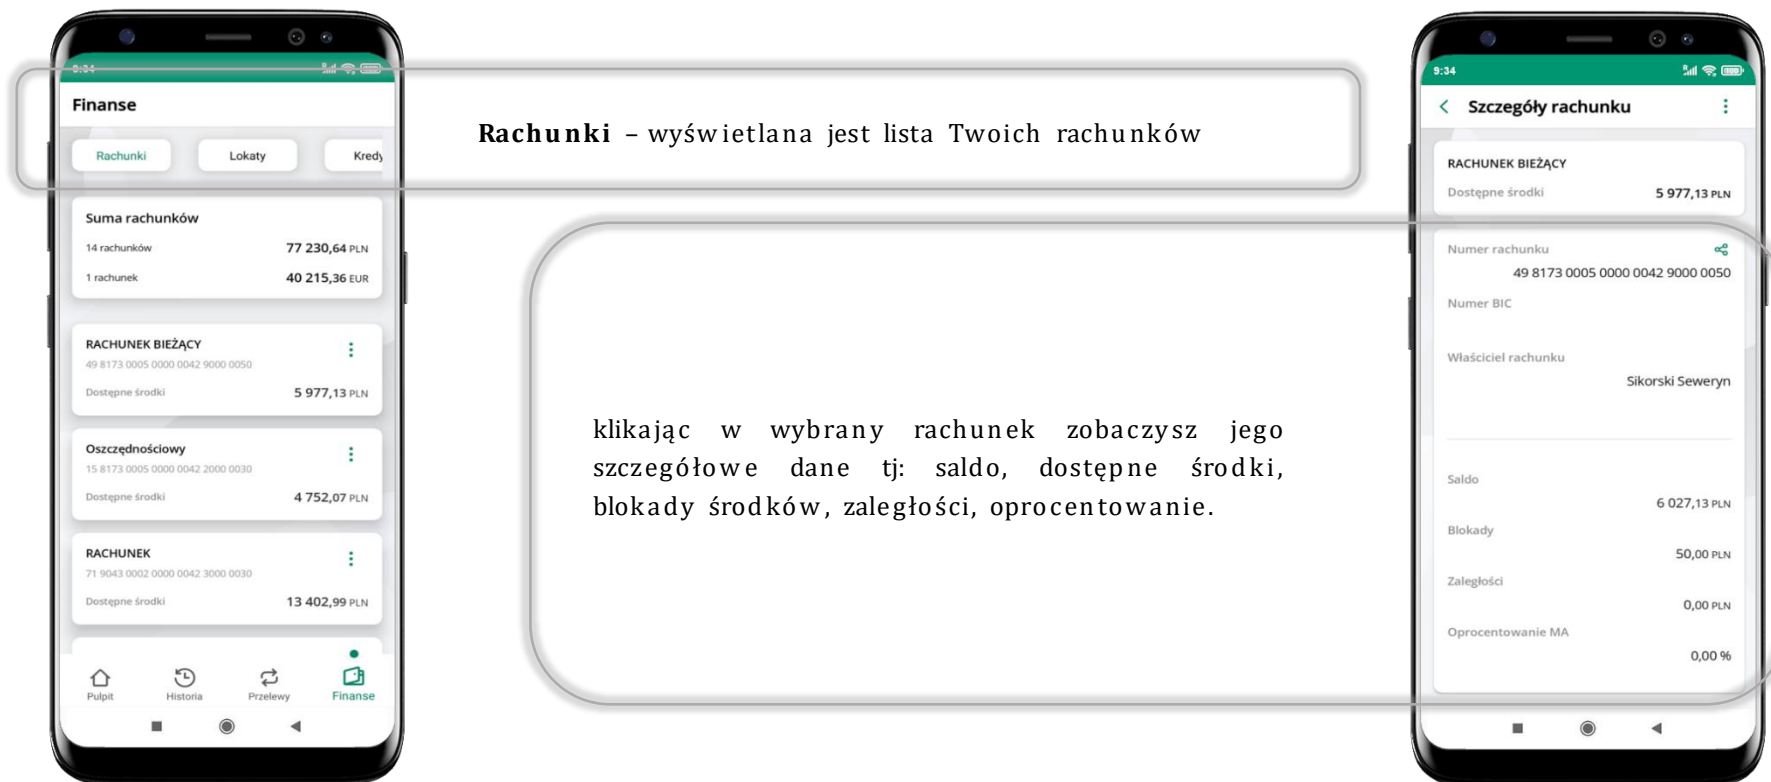 9:34
Finanse
Rachunki
Lokaty
Kredy
Suma rachunków
14 rachunków 77 230,64 PLN
1 rachunek 40 215,36 EUR
RACHUNEK BIEŻĄCY
49 8173 0005 0000 0042 9000 0050
Dostępne środki 5 977,13 PLN
Oszczędnościowy
15 8173 0005 0000 0042 2000 0030
Dostępne środki 4 752,07 PLN
RACHUNEK
71 9043 0002 0000 0042 3000 0030
Dostępne środki 13 402,99 PLN
Pulpit Historia Przelewy Finanse
Rachunki – wyświetlana jest lista Twoich rachunków
klikając w wybrany rachunek zobaczysz jego
szczegółowe dane tj: saldo, dostępne środki,
blokady środków, zaległości, oprocentowanie.
9:34
Szczegóły rachunku
RACHUNEK BIEŻĄCY
Dostępne środki 5 977,13 PLN
Numer rachunku
49 8173 0005 0000 0042 9000 0050
Numer BIC
Właściciel rachunku
Sikorski Seweryn
Saldo
6 027,13 PLN
Blokady
50,00 PLN
Zaległości
0,00 PLN
Oprocentowanie MA
0,00 %